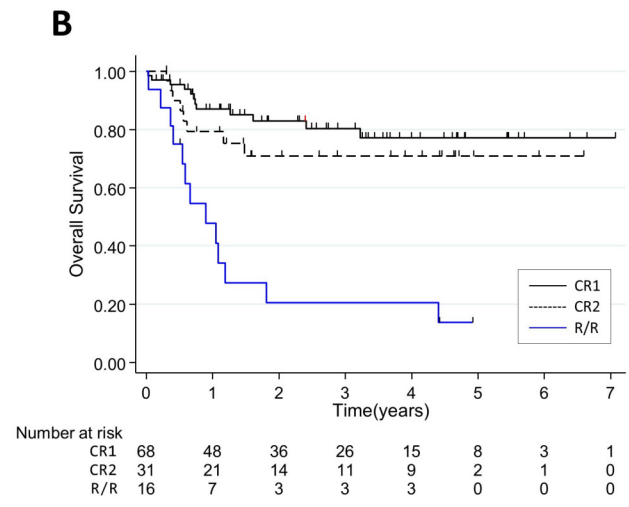 B
1.00
0.80
0.60
0.40
0.20
0.00
Overall Survival
CR1
CR2
R/R
0 1 2 3 4 5 6 7
Time(years)
Number at risk
CR1 68 48 36 26 15 8 3 1
CR2 31 21 14 11 9 2 1 0
R/R 16 7 3 3 3 0 0 0